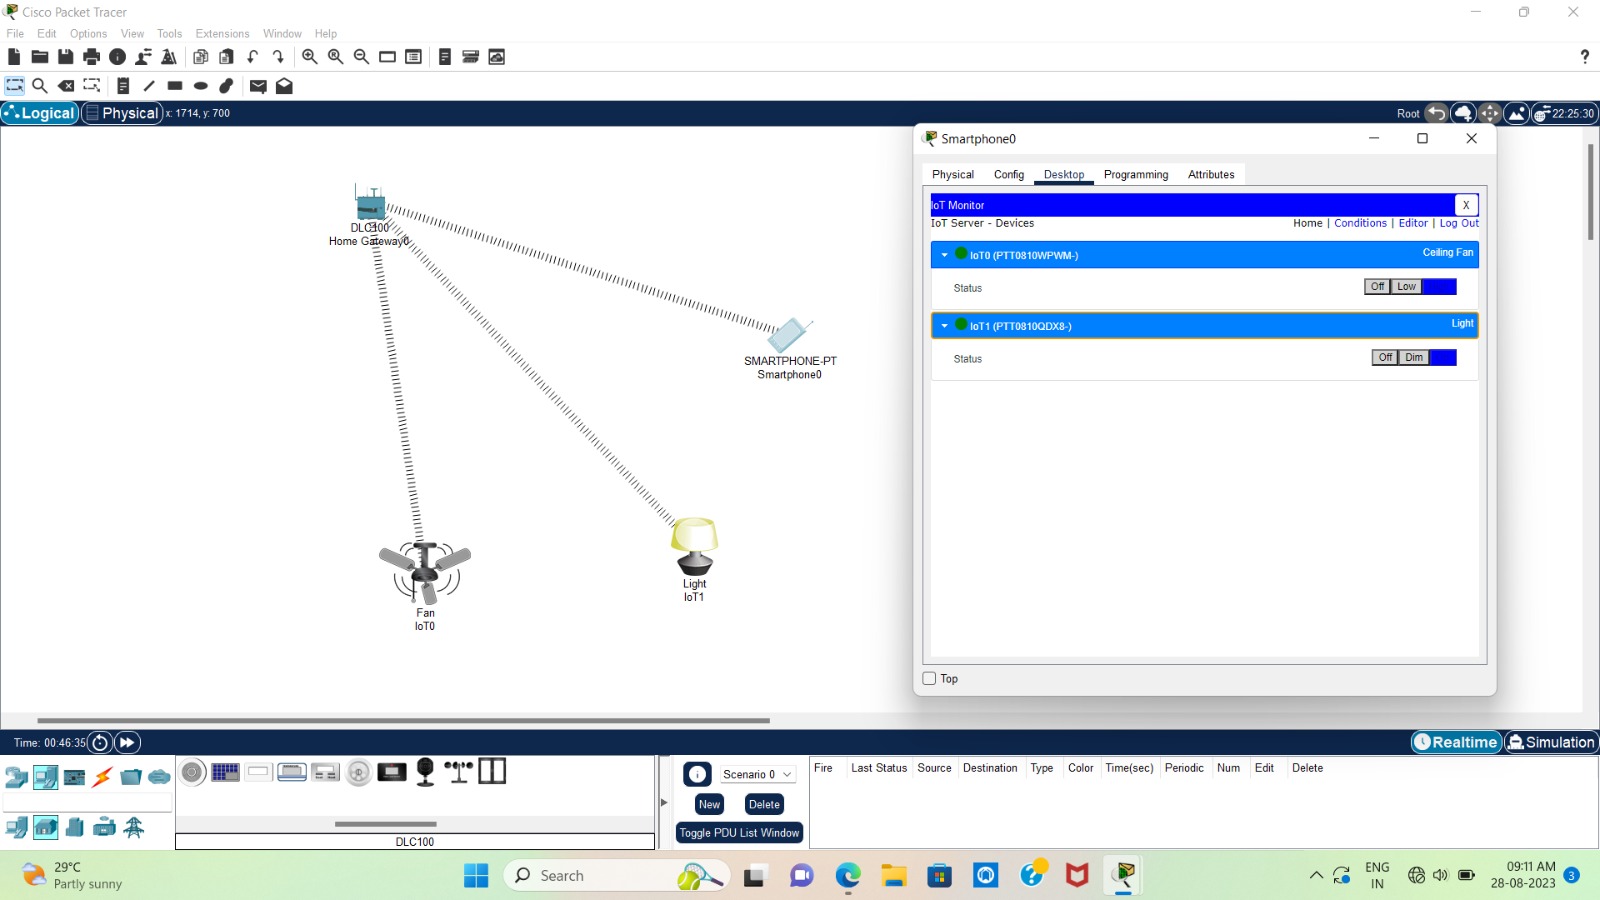 Cisco Packet Tracer
File Edit Options View Tools Extensions Window Help
?
Logical Physical x: 1714, y: 700 Root 22:25:30
Smartphone0
Physical Config Desktop Programming Attributes
IoT Monitor X
IoT Server - Devices Home | Conditions | Editor | Log Out
IoT0 (PTT0810WPWM-) Ceiling Fan
Status Off Low
IoT1 (PTT0810QDX8-) Light
Status Off Dim
Top
DLC100
Home Gateway0
SMARTPHONE-PT
Smartphone0
Light
IoT1
Fan
IoT0
Time: 00:46:35 Realtime Simulation
Scenario 0
New Delete
Toggle PDU List Window
Fire Last Status Source Destination Type Color Time(sec) Periodic Num Edit Delete
DLC100
29°C
Partly sunny
Search
ENG
IN
09:11 AM
28-08-2023
3